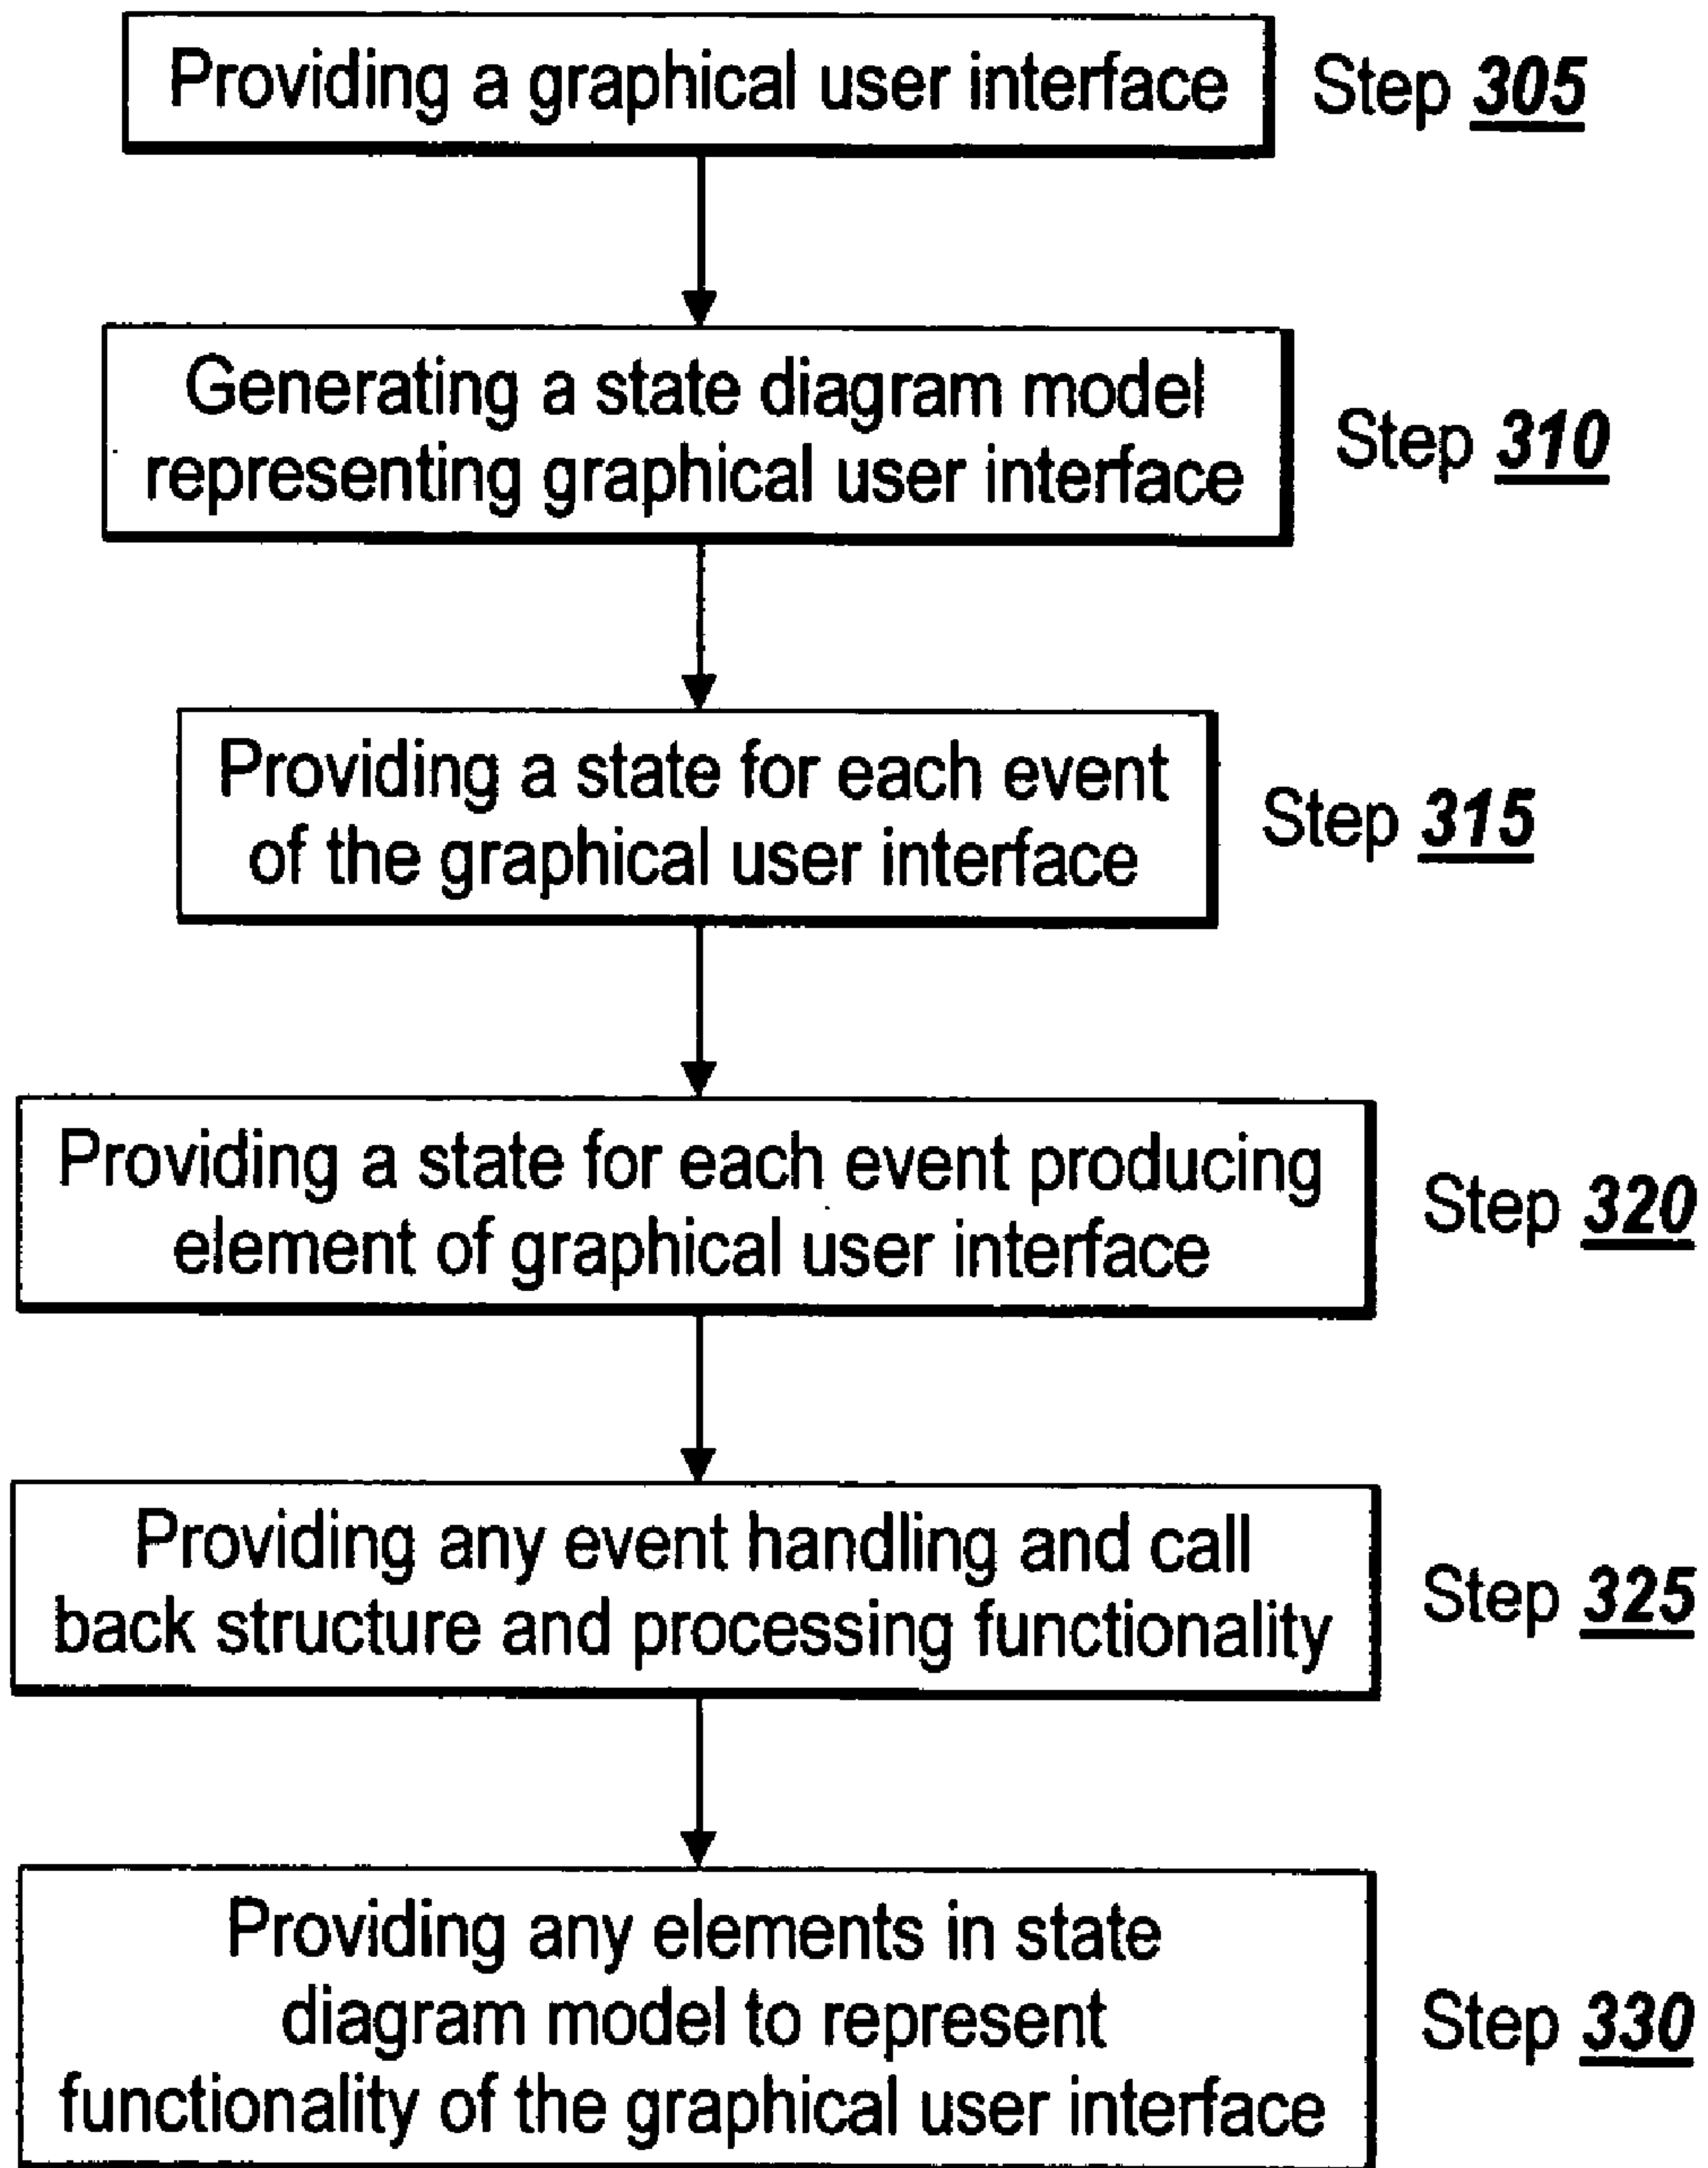 Providing a graphical user interface
Step 305
Generating a state diagram model
representing graphical user interface
Step 310
Providing a state for each event
of the graphical user interface
Step 315
Providing a state for each event producing
element of graphical user interface
Step 320
Providing any event handling and call
back structure and processing functionality
Step 325
Providing any elements in state
diagram model to represent
functionality of the graphical user interface
Step 330